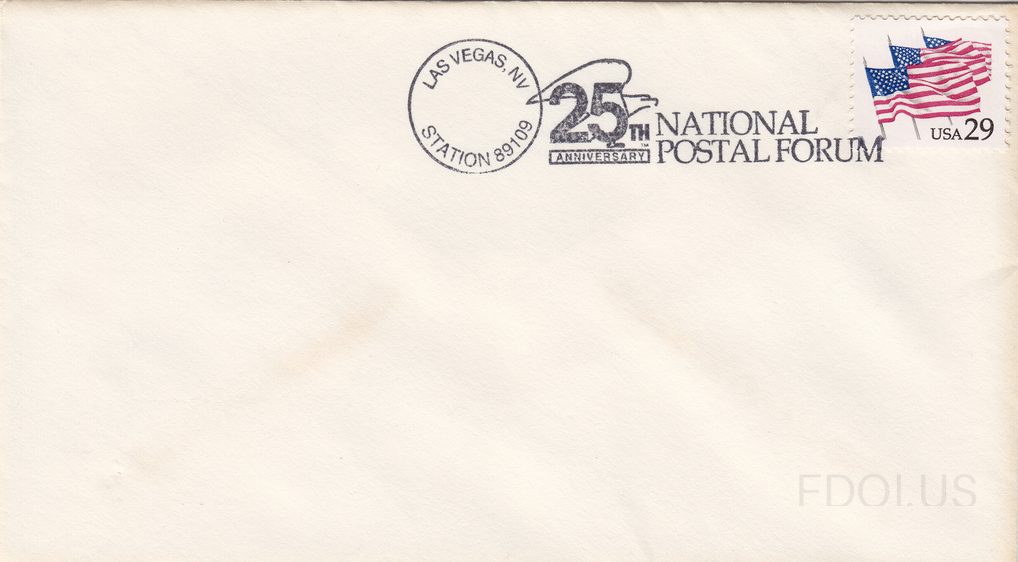 LAS VEGAS, NV
STATION 89109
25TH
ANNIVERSARY
NATIONAL
POSTAL FORUM
USA 29
FDOI.US